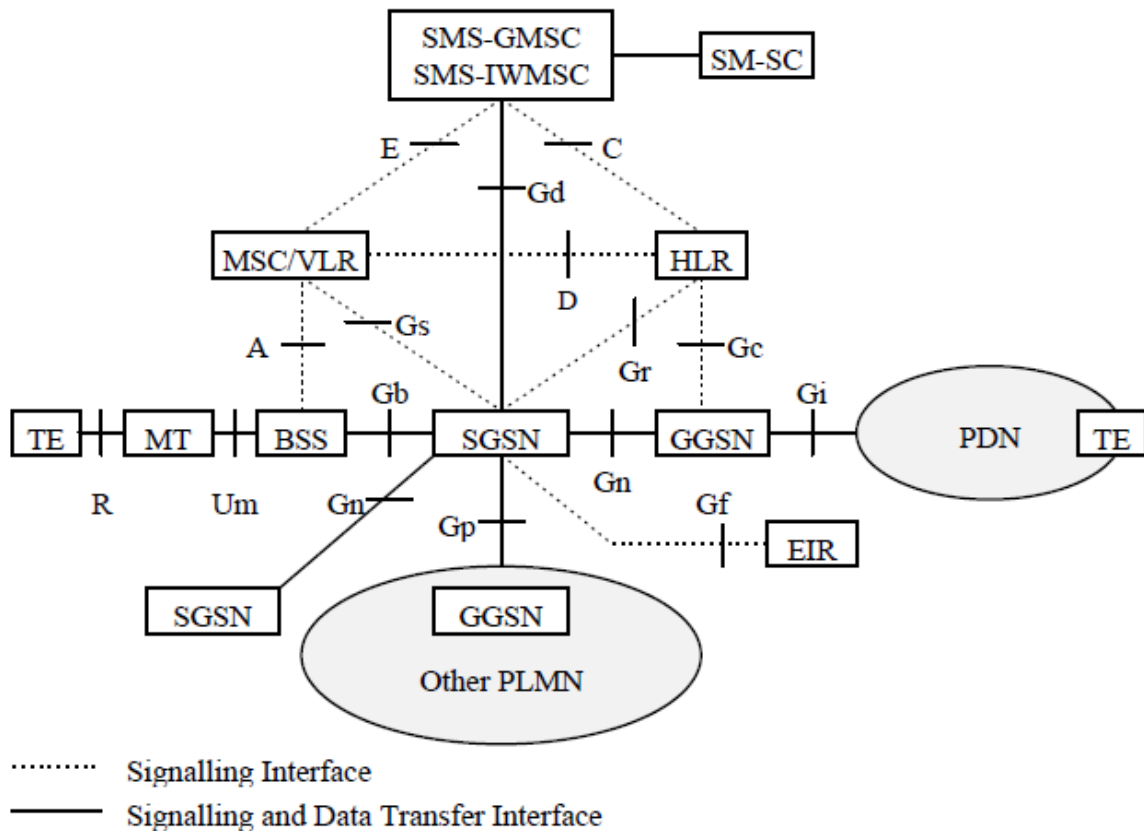 SMS-GMSC
SMS-IWMSC
SM-SC
E
C
Gd
MSC/VLR
HLR
D
A
Gs
Gr
Gc
Gb
Gi
TE
MT
BSS
SGSN
GGSN
PDN
TE
R
Um
Gn
Gn
Gf
Gp
EIR
SGSN
GGSN
Other PLMN
Signalling Interface
Signalling and Data Transfer Interface